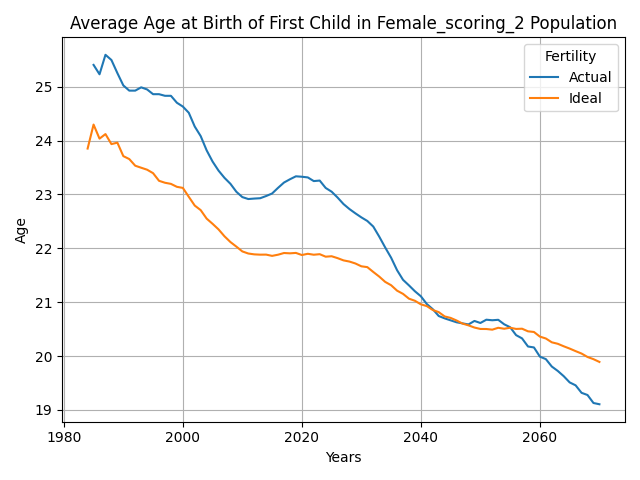 Average Age at Birth of First Child in Female_scoring_2 Population
Fertility
Actual
Ideal
Age
25
24
23
22
21
20
19
1980
2000
2020
2040
2060
Years